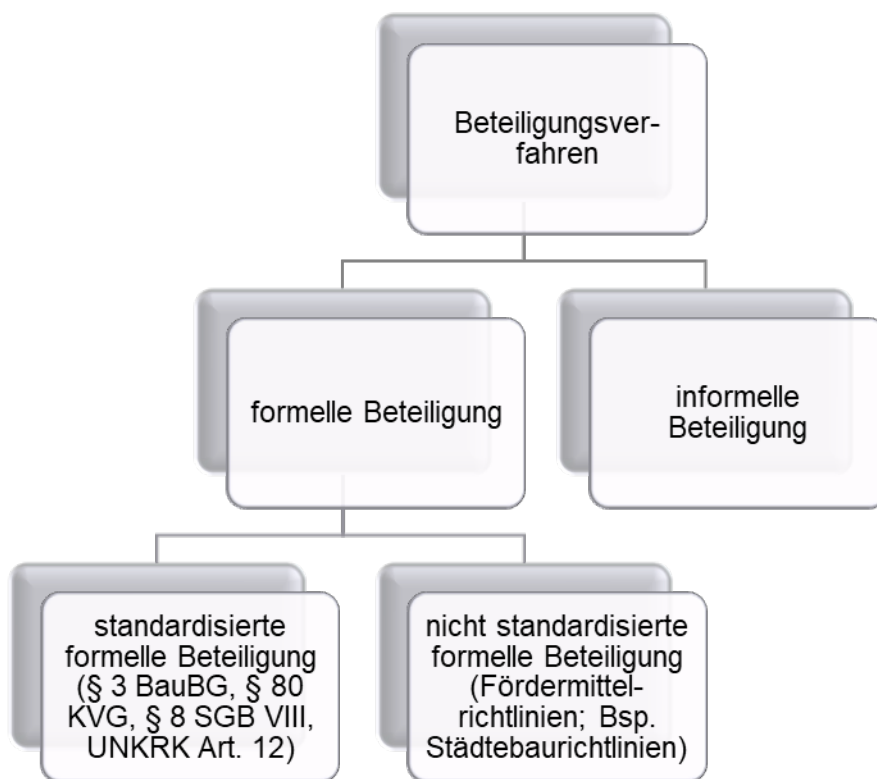 Beteiligungsver-
fahren
formelle Beteiligung
informelle
Beteiligung
standardisierte
formelle Beteiligung
(§ 3 BauBG, § 80
KVG, § 8 SGB VIII,
UNKRK Art. 12)
nicht standardisierte
formelle Beteiligung
(Fördermittel-
richtlinien; Bsp.
Städtebaurichtlinien)